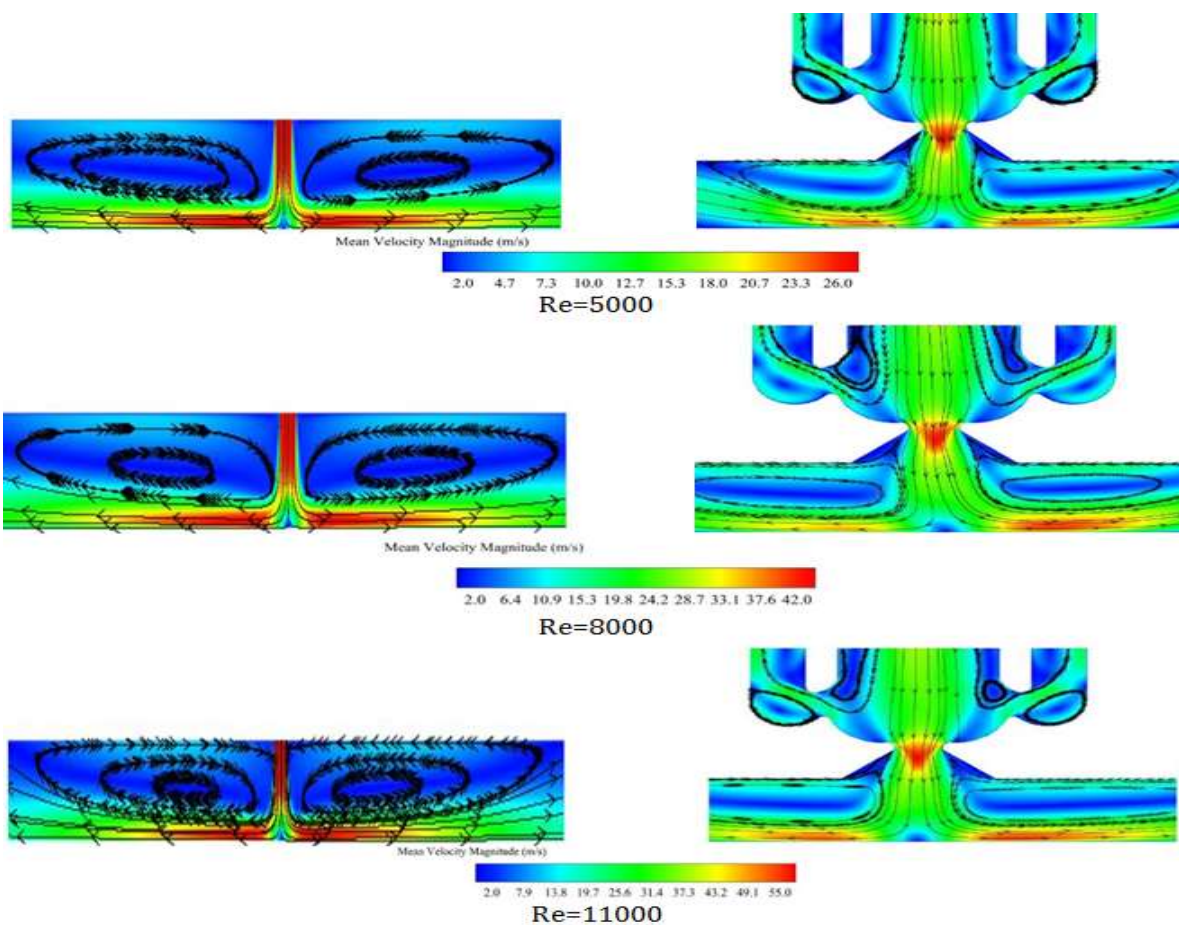 Mean Velocity Magnitude (m/s)
2.0 4.7 7.3 10.0 12.7 15.3 18.0 20.7 23.3 26.0
Re=5000
Mean Velocity Magnitude (m/s)
2.0 6.4 10.9 15.3 19.8 24.2 28.7 33.1 37.6 42.0
Re=8000
Mean Velocity Magnitude (m/s)
2.0 7.9 13.8 19.7 25.6 31.4 37.3 43.2 49.1 55.0
Re=11000